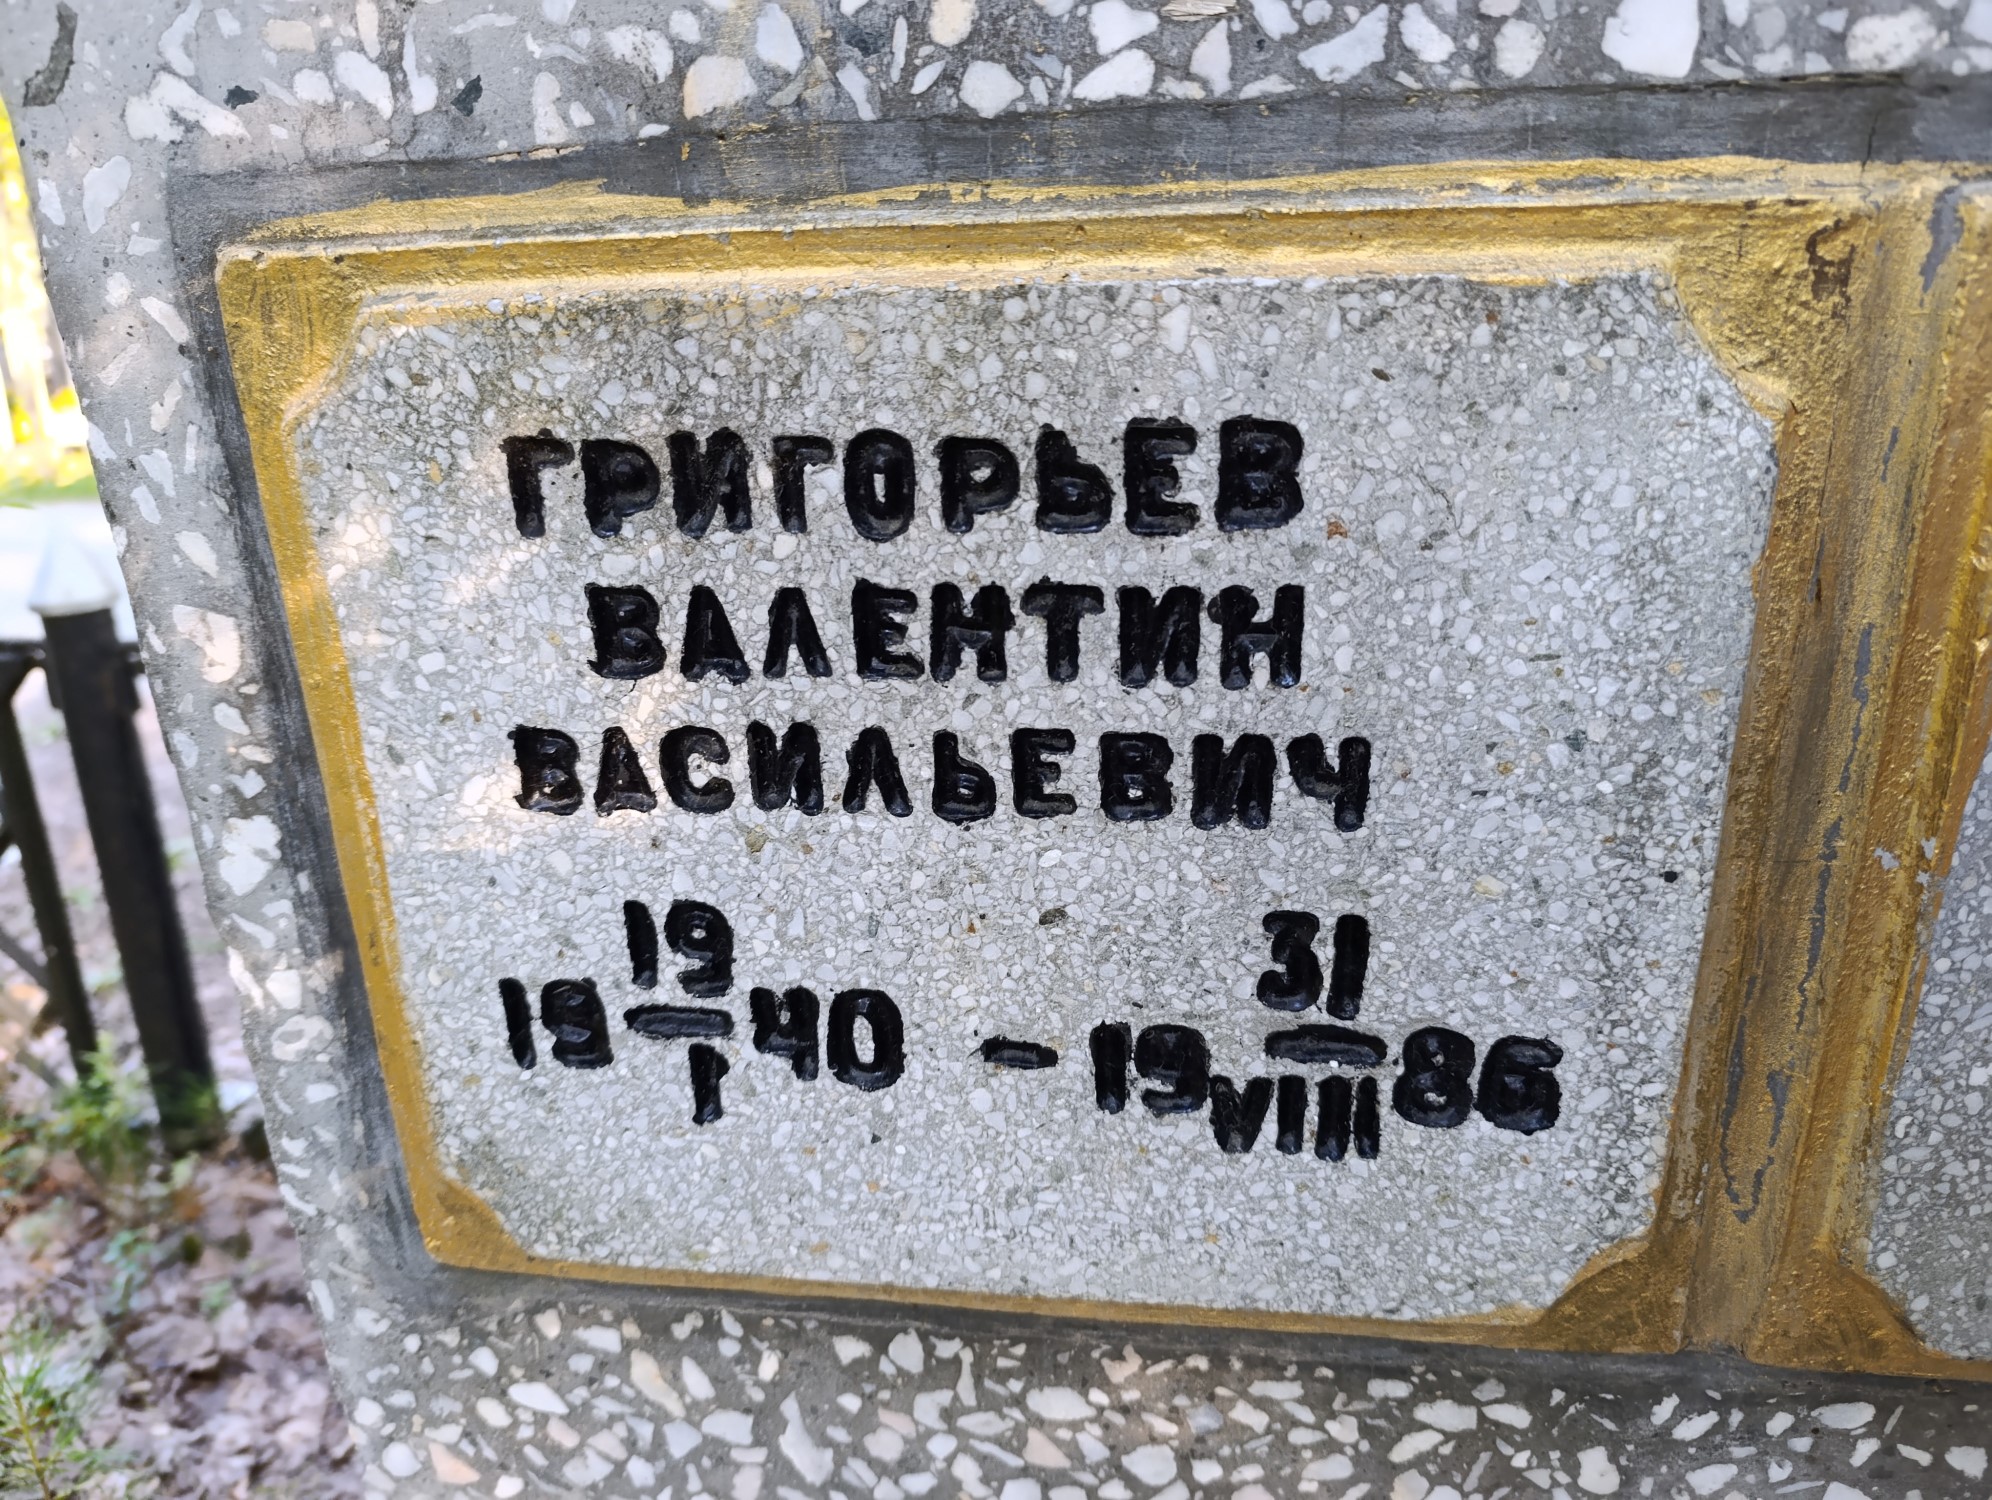 ГРИГОРЬЕВ
ВАЛЕНТИН
ВАСИЛЬЕВИЧ
19 19/I 40 – 19 31/VIII 86